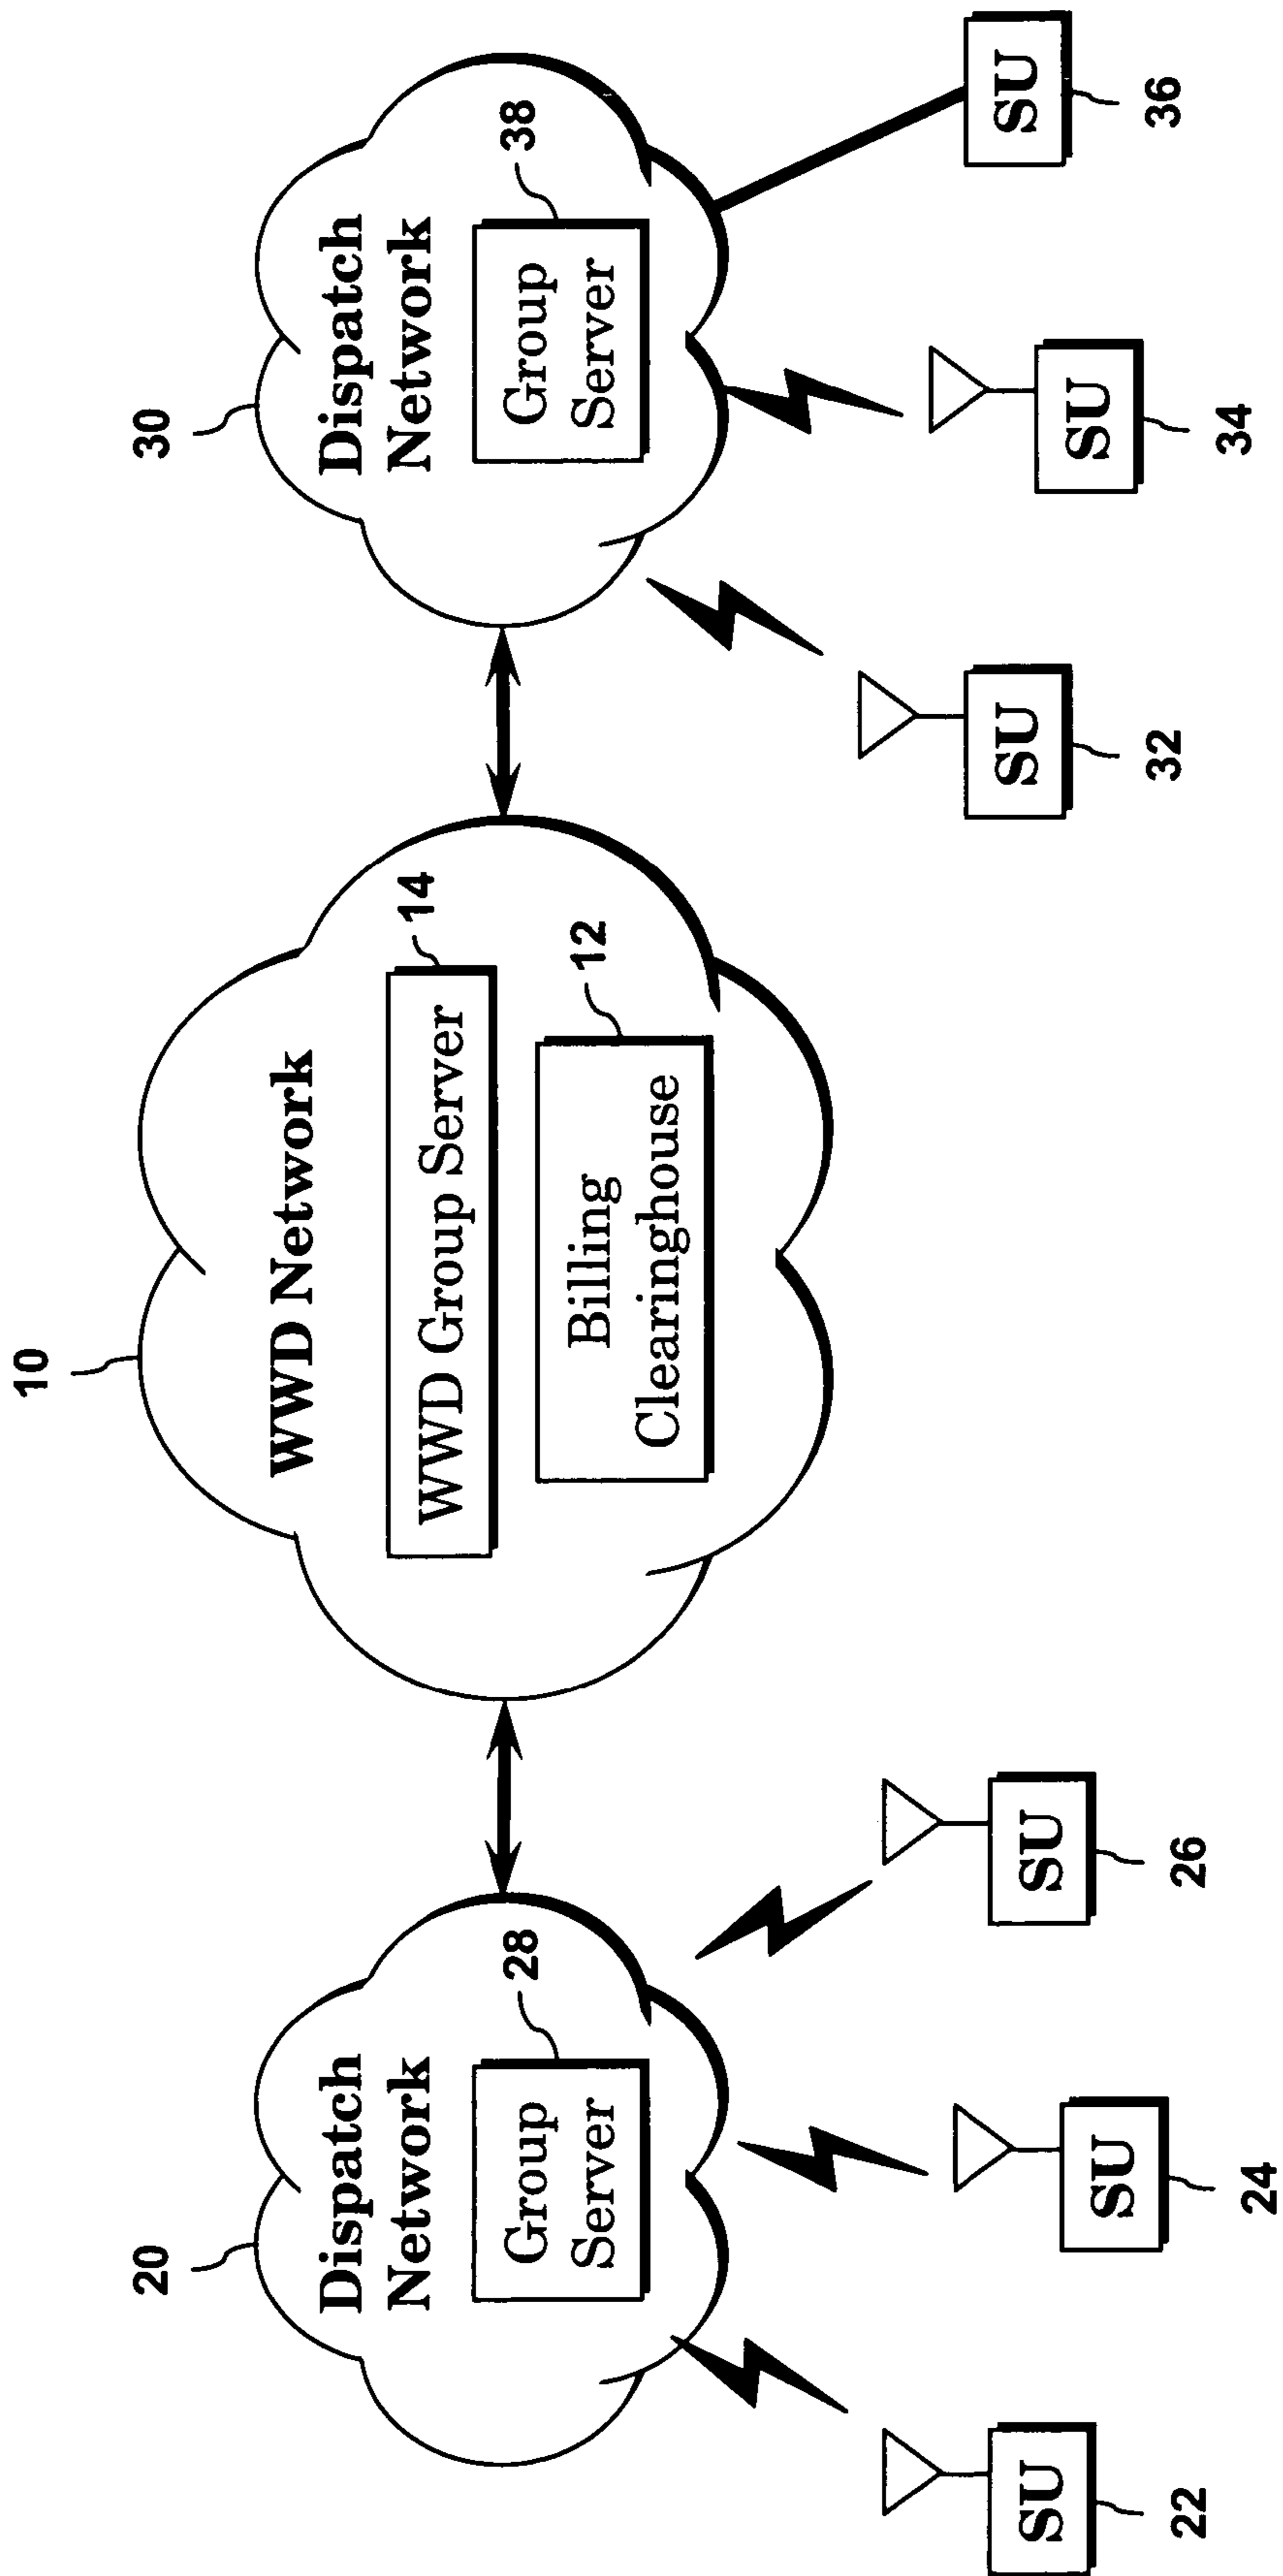 10
WWD Network
WWD Group Server
14
Billing
Clearinghouse
12
20
Dispatch
Network
Group
Server
28
SU
22
SU
24
SU
26
30
Dispatch
Network
Group
Server
38
SU
32
SU
34
SU
36